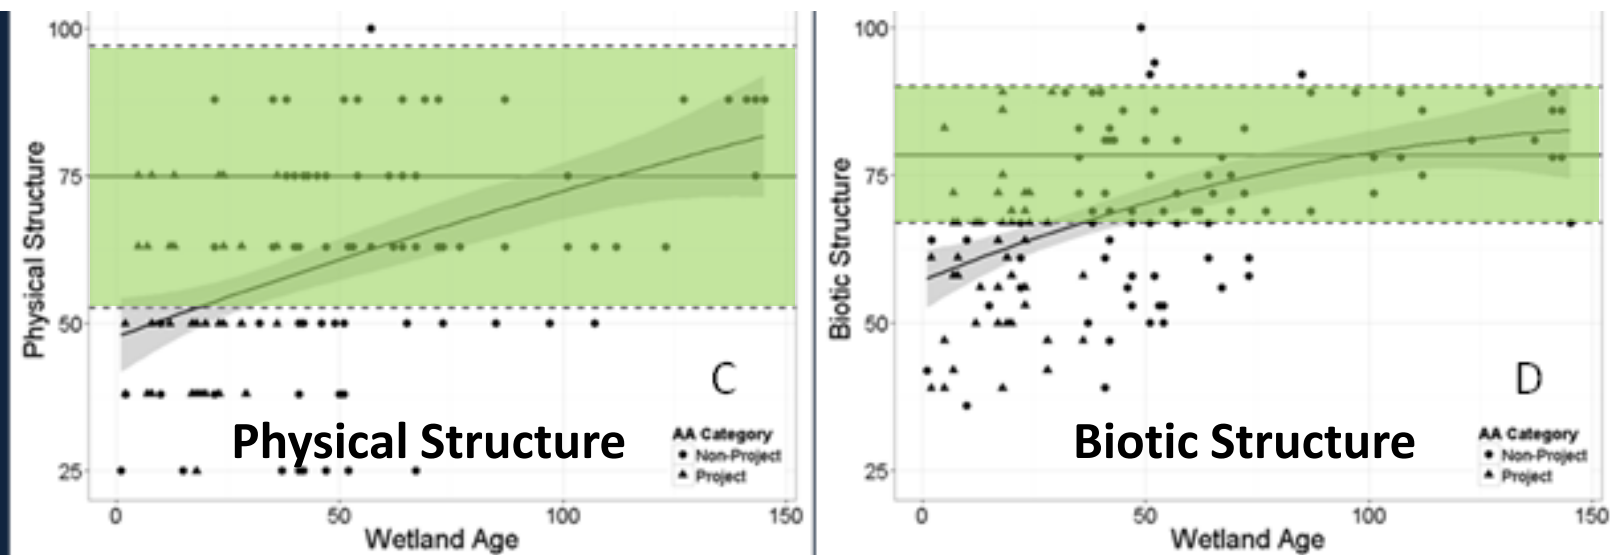 100
75
50
25
Physical Structure
C
Physical Structure
AA Category
Non-Project
Project
0 50 100 150
Wetland Age
100
75
50
25
Biotic Structure
D
Biotic Structure
AA Category
Non-Project
Project
0 50 100 150
Wetland Age